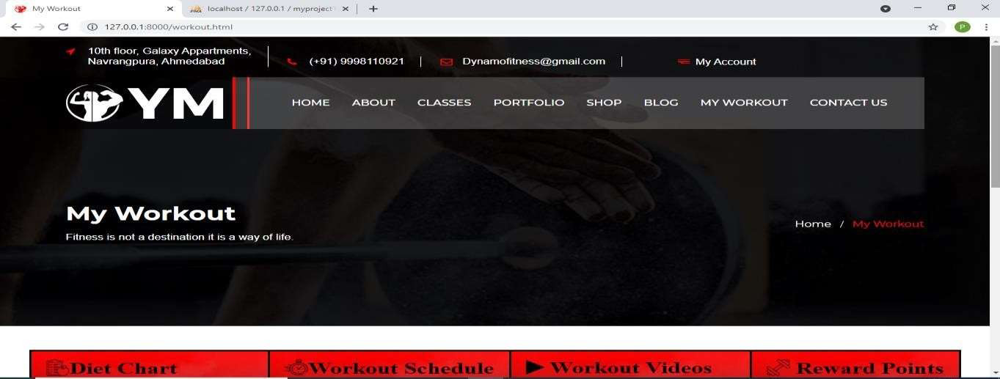 My Workout
localhost / 127.0.0.1 / myproject
127.0.0.1:8000/workout.html
P
10th floor, Galaxy Appartments,
Navrangpura, Ahmedabad
(+91) 9998110921
Dynamofitness@gmail.com
My Account
YM
HOME ABOUT CLASSES PORTFOLIO SHOP BLOG MY WORKOUT CONTACT US
My Workout
Fitness is not a destination it is a way of life.
Home / My Workout
Diet Chart Workout Schedule Workout Videos Reward Points